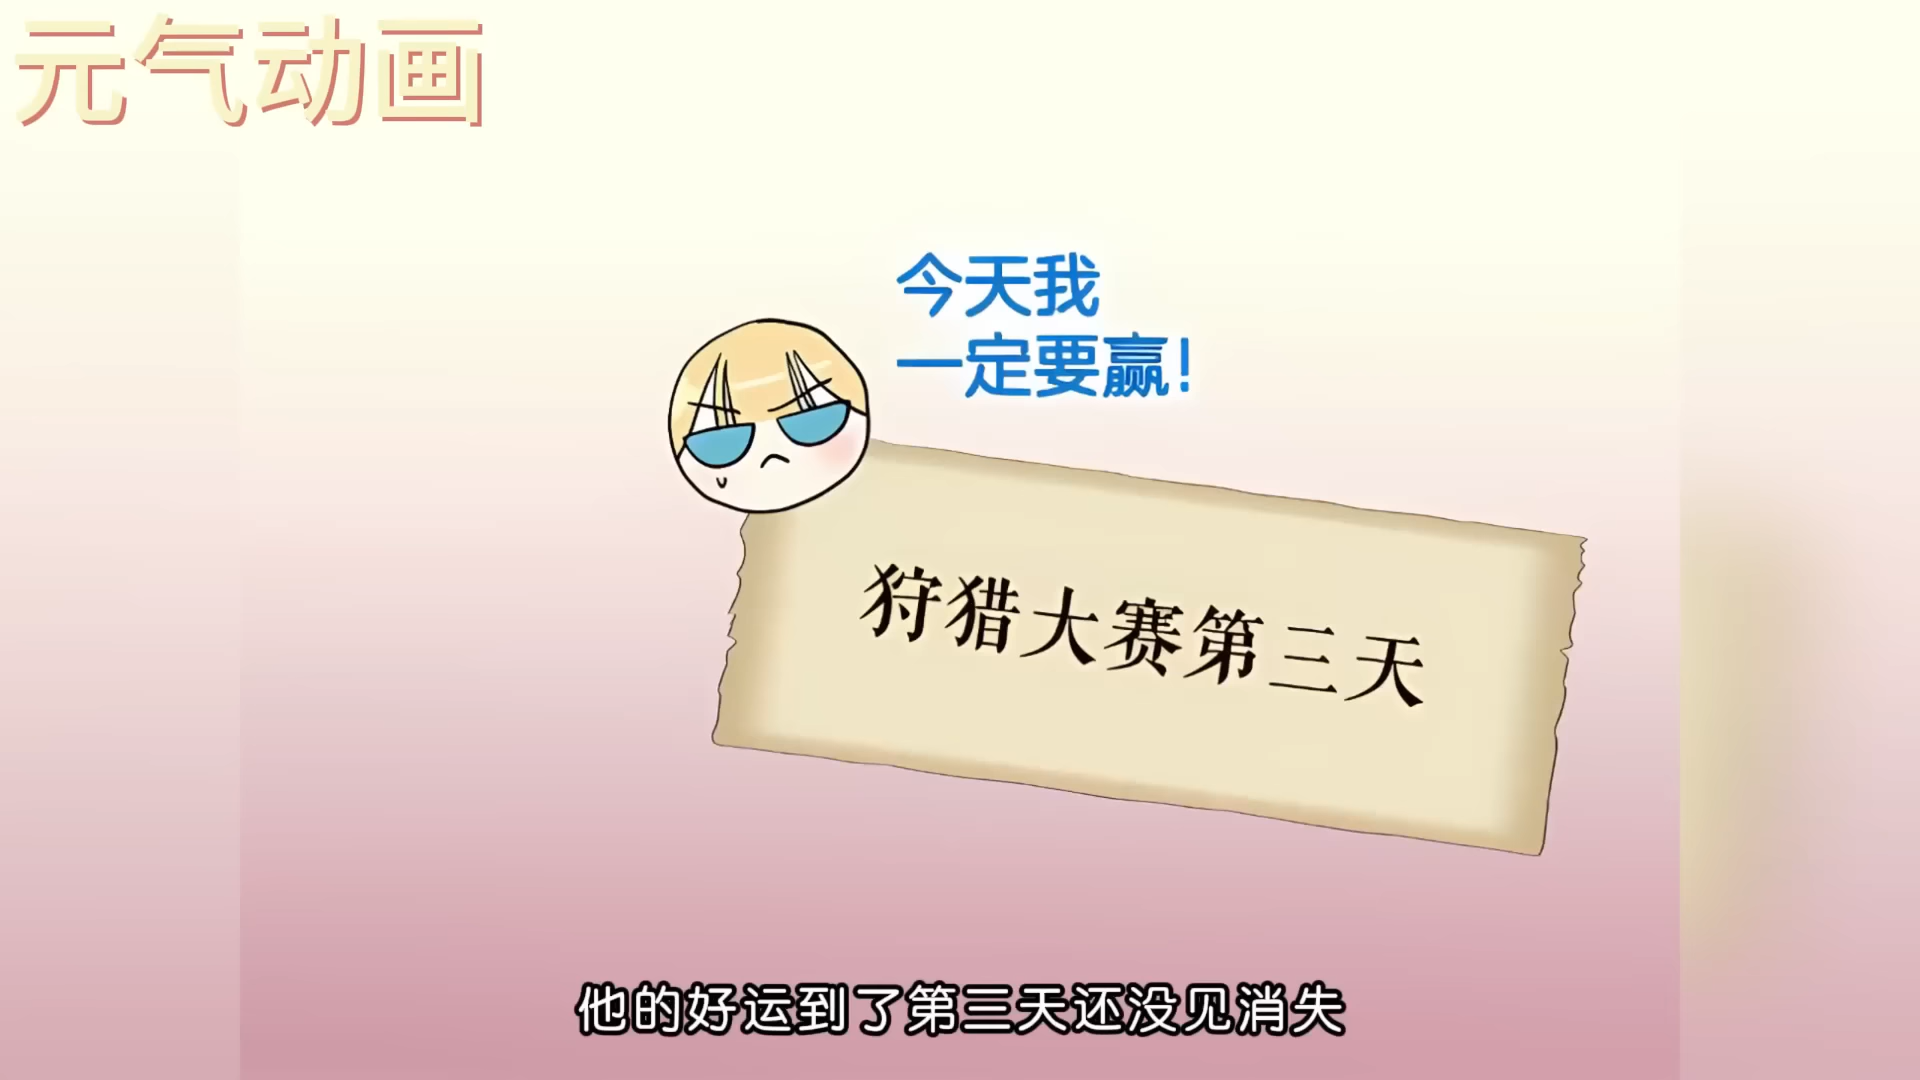 元气动画
今天我
一定要赢！
狩猎大赛第三天
他的好运到了第三天还没见消失